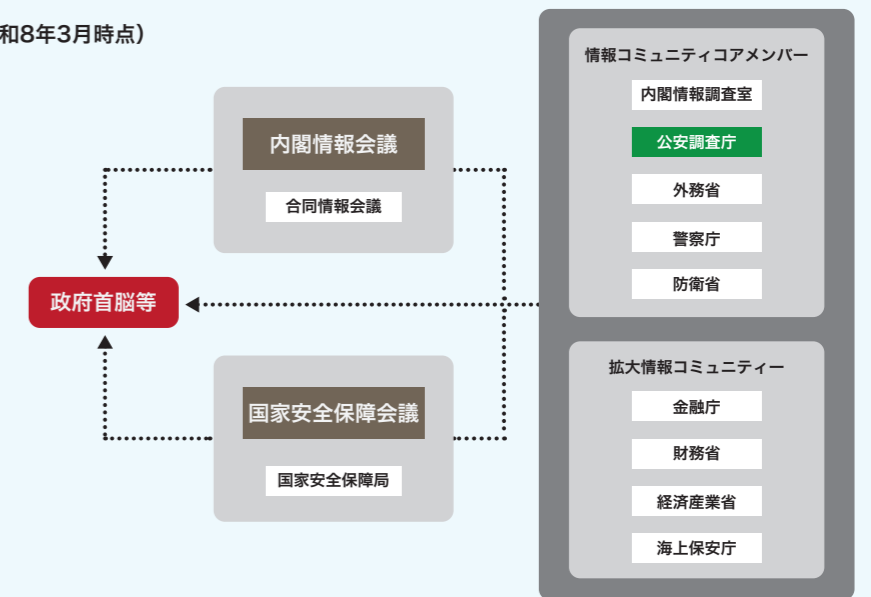 和8年3月時点）
内閣情報会議
合同情報会議
政府首脳等
国家安全保障会議
国家安全保障局
情報コミュニティコアメンバー
内閣情報調査室
公安調査庁
外務省
警察庁
防衛省
拡大情報コミュニティー
金融庁
財務省
経済産業省
海上保安庁